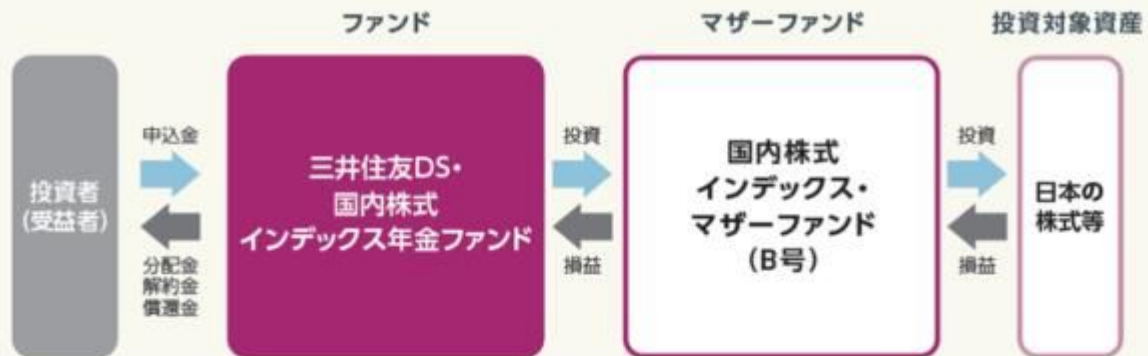 ファンド
マザーファンド
投資対象資産
投資者
(受益者)
申込金
分配金
解約金
償還金
三井住友DS・
国内株式
インデックス年金ファンド
投資
損益
国内株式
インデックス・
マザーファンド
(B号)
投資
損益
日本の
株式等